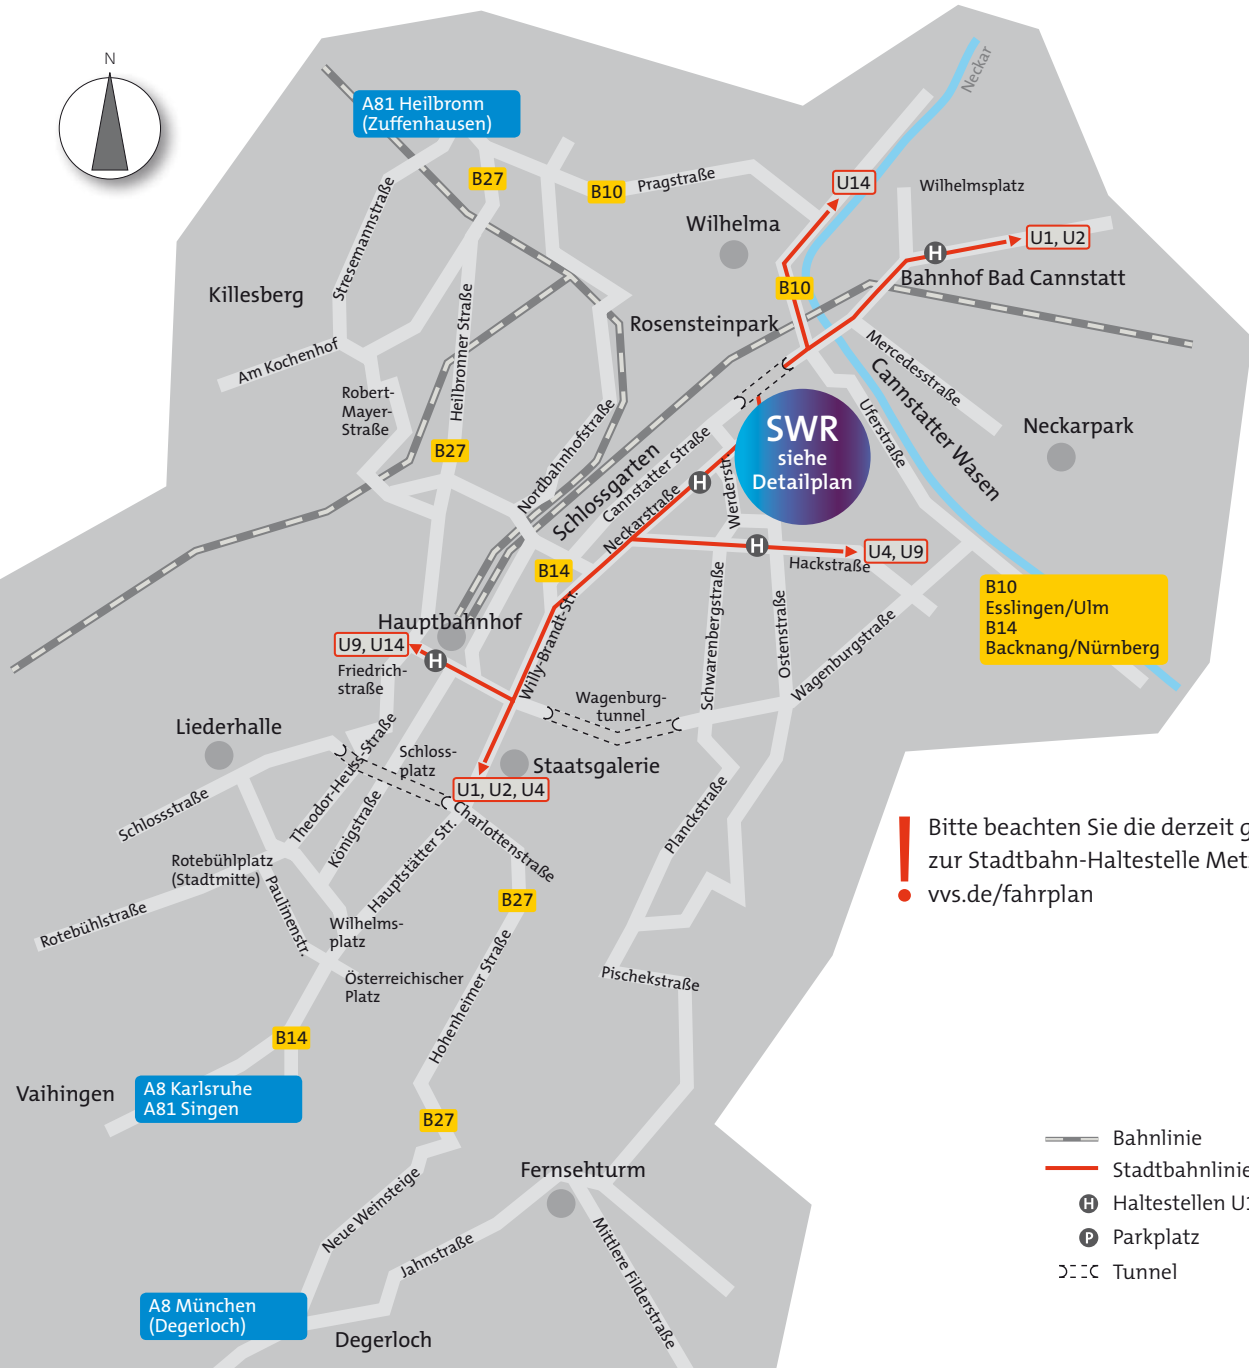 N
Neckar
A81 Heilbronn
(Zuffenhausen)
B27
B10
Pragstraße
U14
Wilhelmsplatz
Stresemannstraße
Wilhelma
U1, U2
Killesberg
B10
Bahnhof Bad Cannstatt
Rosensteinpark
Heilbronner Straße
Am Kochenhof
Mercedesstraße
Cannstatter Wasen
Robert-
Mayer-
Straße
Nordbahnhofstraße
Uferstraße
Neckarpark
SWR
siehe
Detailplan
B27
Schlossgarten
Cannstatter Straße
Werderstr.
Neckarstraße
H
H
H
U4, U9
Hackstraße
B14
B10
Esslingen/Ulm
B14
Backnang/Nürnberg
Schwarenbergstraße
Ostenstraße
Hauptbahnhof
U9, U14
H
Willy-Brandt-Str.
Wagenburgstraße
Friedrich-
straße
Wagenburg-
tunnel
Liederhalle
Theodor-Heuss-Straße
Schloss-
platz
Staatsgalerie
U1, U2, U4
Schlossstraße
Königstraße
Charlottenstraße
Planckstraße
Hauptstätter Str.
Rotebühlplatz
(Stadtmitte)
Paulinenstr.
Rotebühlstraße
B27
Wilhelms-
platz
Österreichischer
Platz
Hohenheimer Straße
Pischekstraße
B14
Vaihingen
A8 Karlsruhe
A81 Singen
B27
Fernsehturm
Neue Weinsteige
Jahnstraße
Mittlere Filderstraße
A8 München
(Degerloch)
Degerloch
! Bitte beachten Sie die derzeit g
zur Stadtbahn-Haltestelle Met
vvs.de/fahrplan
Bahnlinie
Stadtbahnlinie
H Haltestellen U1
P Parkplatz
Tunnel